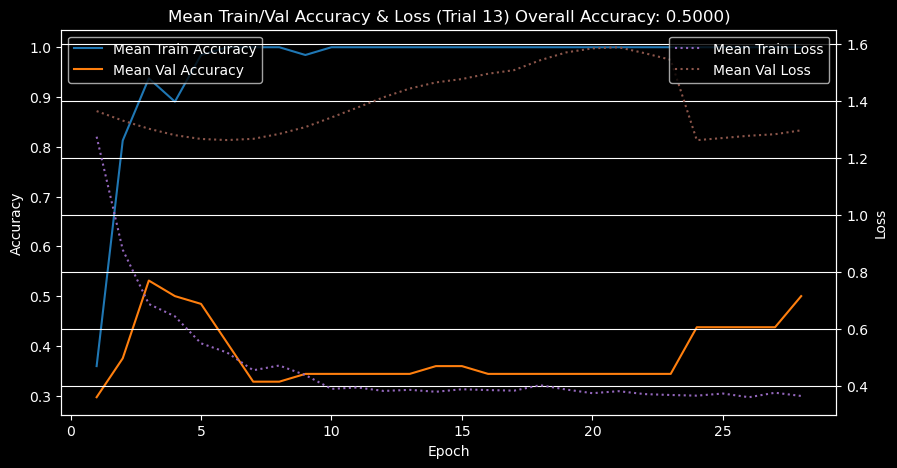 Mean Train/Val Accuracy & Loss (Trial 13) Overall Accuracy: 0.5000)
Mean Train Accuracy
Mean Val Accuracy
Mean Train Loss
Mean Val Loss
1.0
0.9
0.8
0.7
0.6
0.5
0.4
0.3
Accuracy
1.6
1.4
1.2
1.0
0.8
0.6
0.4
Loss
0
5
10
15
20
25
Epoch